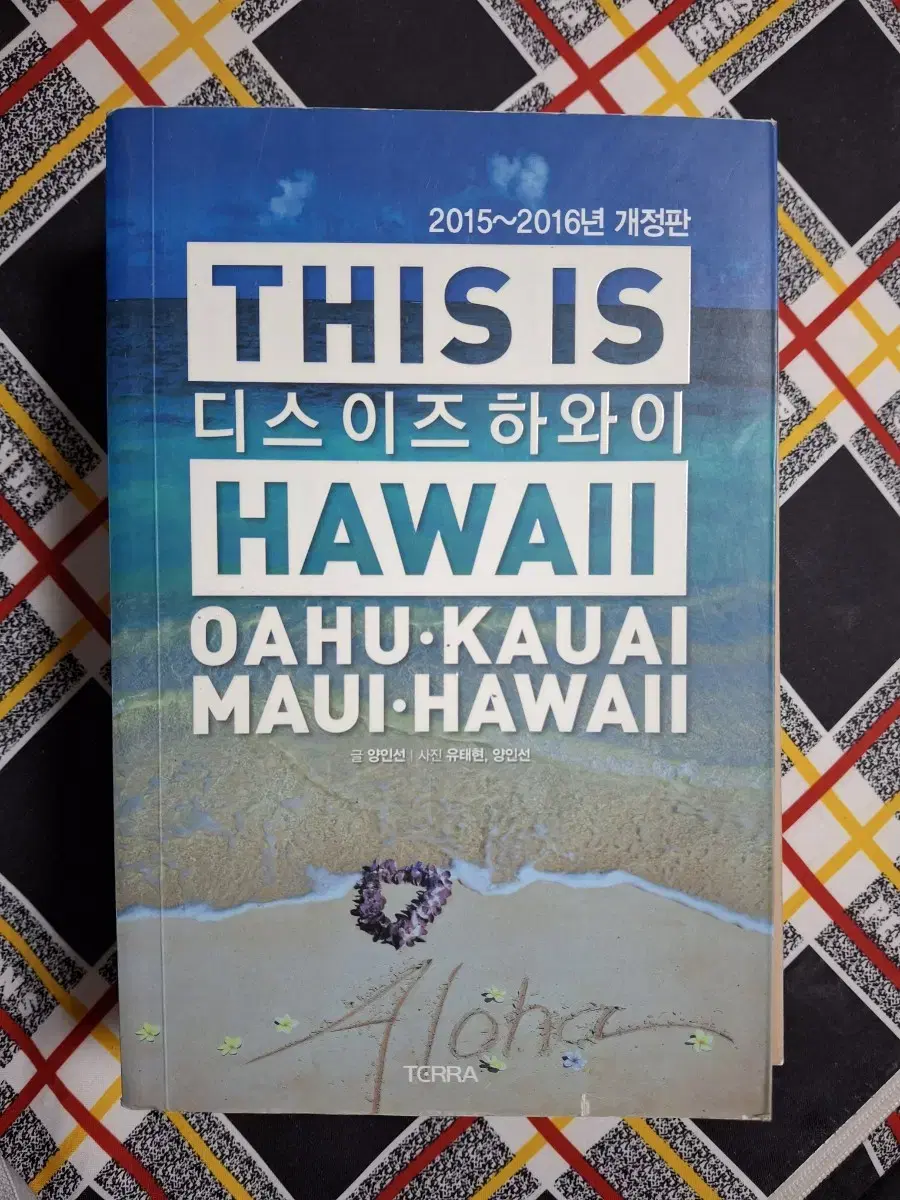 2015~2016년 개정판
THIS IS
디스 이즈 하와이
HAWAII
OAHU·KAUAI
MAUI·HAWAII
글 양인선 | 사진 유태현, 양인선
Aloha
TERRA